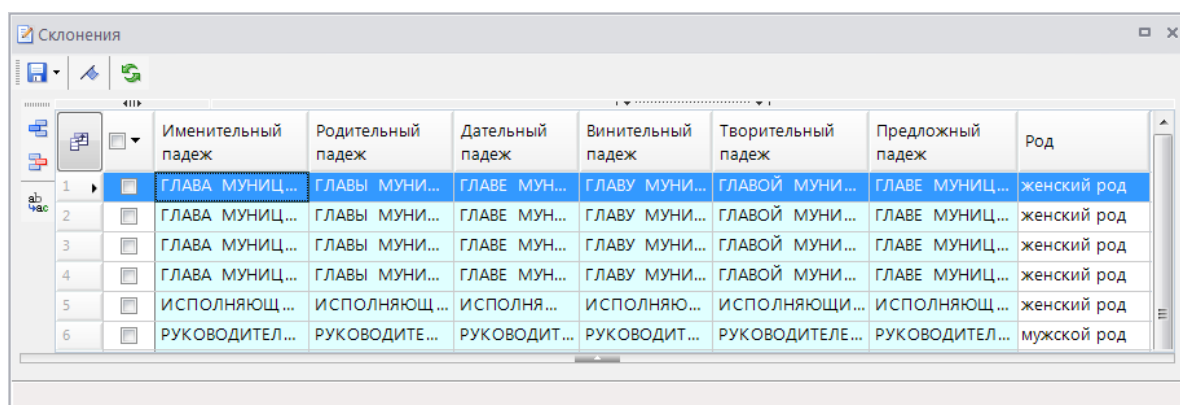 Склонения
Именительный падеж Родительный падеж Дательный падеж Винительный падеж Творительный падеж Предложный падеж Род
1 ГЛАВА МУНИЦ... ГЛАВЫ МУНИ... ГЛАВЕ МУН... ГЛАВУ МУНИ... ГЛАВОЙ МУНИ... ГЛАВЕ МУНИЦ... женский род
2 ГЛАВА МУНИЦ... ГЛАВЫ МУНИ... ГЛАВЕ МУН... ГЛАВУ МУНИ... ГЛАВОЙ МУНИ... ГЛАВЕ МУНИЦ... женский род
3 ГЛАВА МУНИЦ... ГЛАВЫ МУНИ... ГЛАВЕ МУН... ГЛАВУ МУНИ... ГЛАВОЙ МУНИ... ГЛАВЕ МУНИЦ... женский род
4 ГЛАВА МУНИЦ... ГЛАВЫ МУНИ... ГЛАВЕ МУН... ГЛАВУ МУНИ... ГЛАВОЙ МУНИ... ГЛАВЕ МУНИЦ... женский род
ab
ac
5 ИСПОЛНЯЮЩ... ИСПОЛНЯЮЩ... ИСПОЛНЯ... ИСПОЛНЯЮ... ИСПОЛНЯЮЩИ... ИСПОЛНЯЮЩ... женский род
6 РУКОВОДИТЕЛ... РУКОВОДИТЕ... РУКОВОДИТ... РУКОВОДИТ... РУКОВОДИТЕЛЕ... РУКОВОДИТЕЛ... мужской род